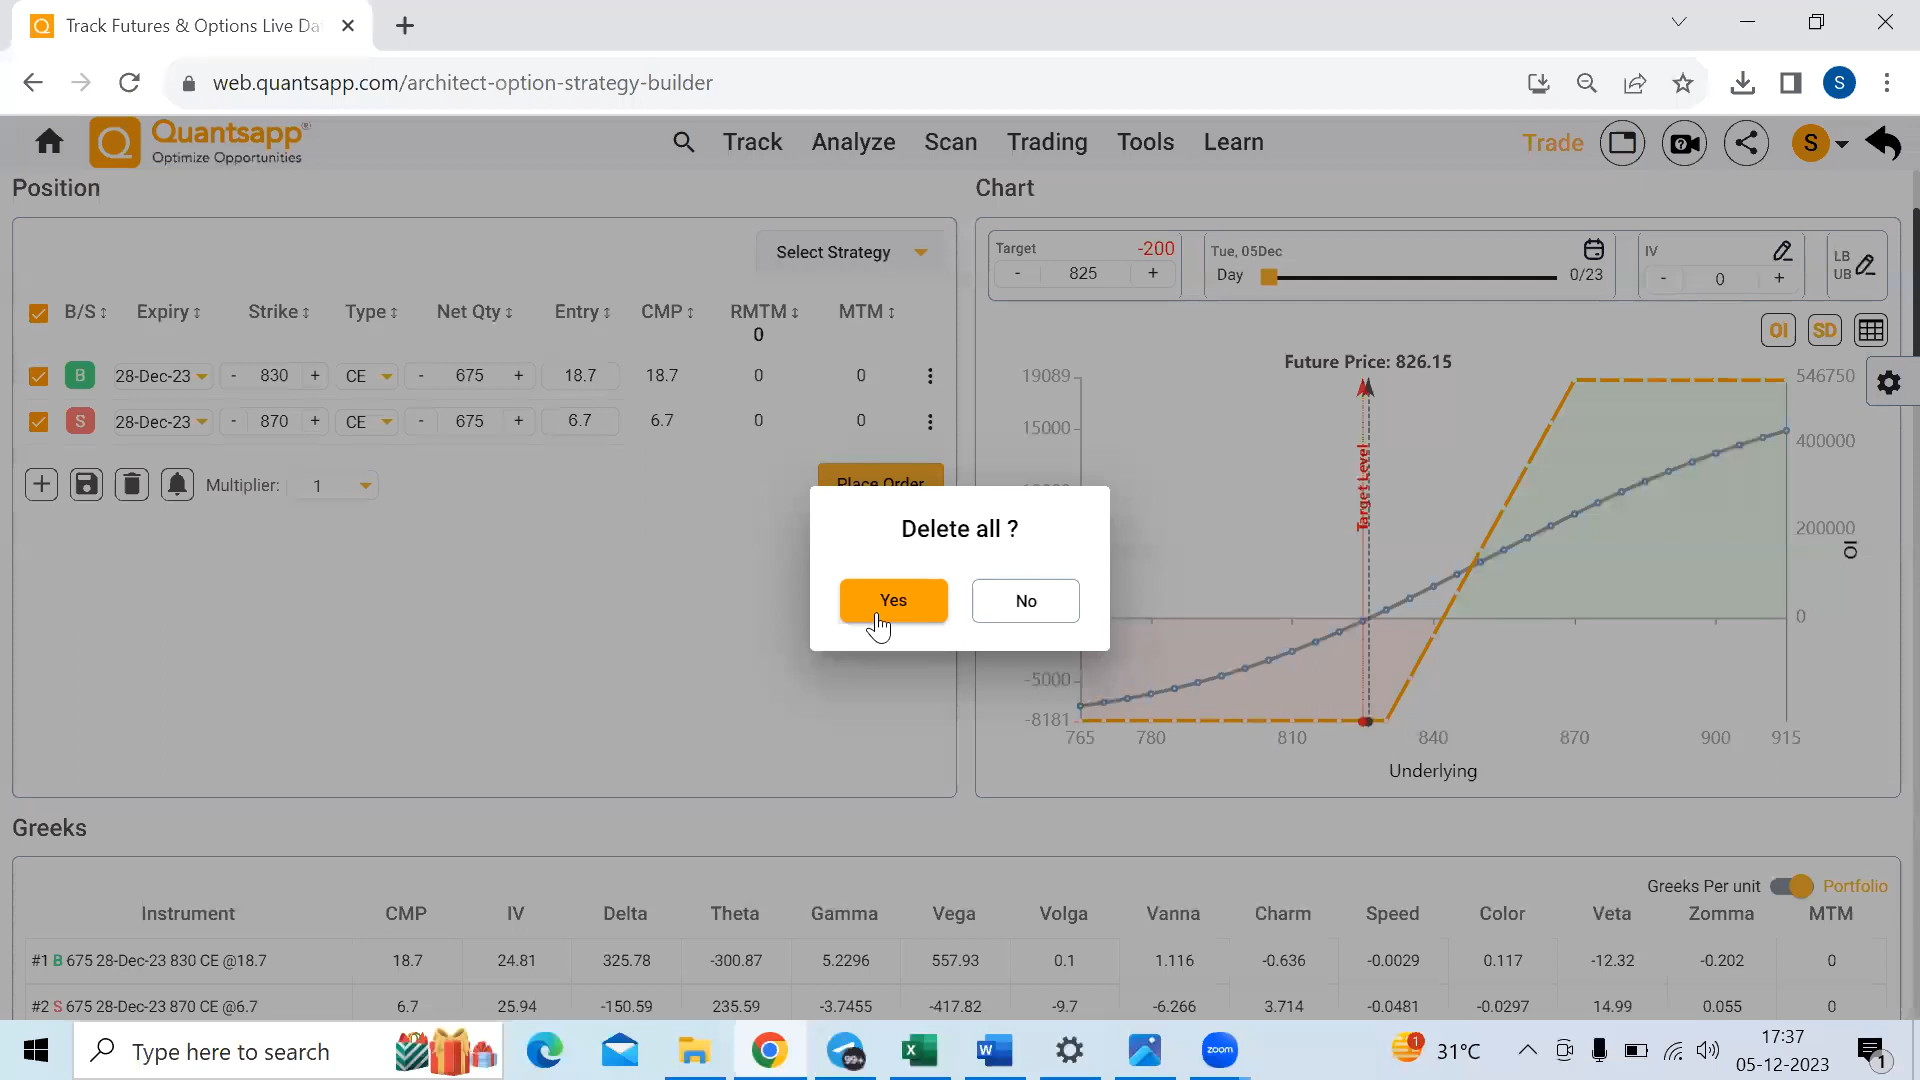 Track Futures & Options Live Da
web.quantsapp.com/architect-option-strategy-builder
S
Quantsapp®
Optimize Opportunities
Track Analyze Scan Trading Tools Learn
Trade
S
Position
Select Strategy
B/S Expiry Strike Type Net Qty Entry CMP RMTM MTM
0
B 28-Dec-23 - 830 + CE - 675 + 18.7 18.7 0 0
S 28-Dec-23 - 870 + CE - 675 + 6.7 6.7 0 0
Multiplier: 1
Place Order
Delete all ?
Yes No
Chart
Target -200
- 825 +
Tue, 05Dec
Day 0/23
IV
- 0 +
LB
UB
OI SD
Future Price: 826.15
Target Level
19089
15000
-5000
-8181
546750
400000
200000
0
OI
765 780 810 840 870 900 915
Underlying
Greeks
Greeks Per unit Portfolio
Instrument CMP IV Delta Theta Gamma Vega Volga Vanna Charm Speed Color Veta Zomma MTM
#1 B 675 28-Dec-23 830 CE @18.7 18.7 24.81 325.78 -300.87 5.2296 557.93 0.1 1.116 -0.636 -0.0029 0.117 -12.32 -0.202 0
#2 S 675 28-Dec-23 870 CE @6.7 6.7 25.94 -150.59 235.59 -3.7455 -417.82 -9.7 -6.266 3.714 -0.0481 -0.0297 14.99 0.055 0
Type here to search
99+
zoom
1
31°C
17:37
05-12-2023
1